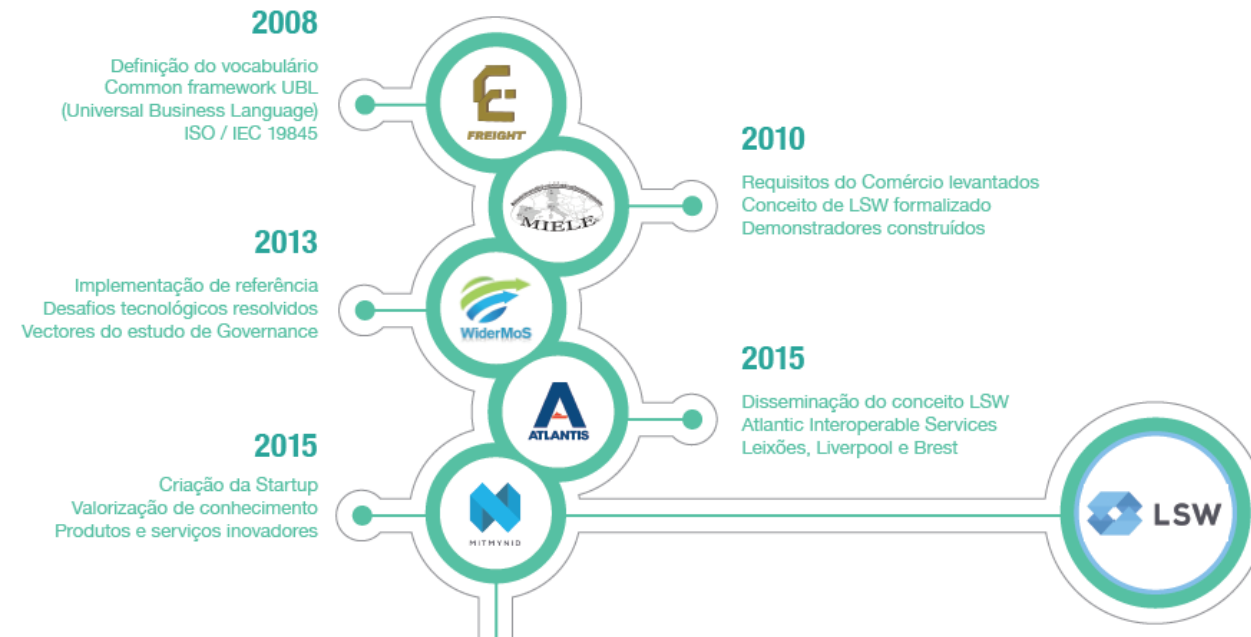 2008
Definição do vocabulário
Common framework UBL
(Universal Business Language)
ISO / IEC 19845
FREIGHT
2010
Requisitos do Comércio levantados
Conceito de LSW formalizado
Demonstradores construídos
MIELE
2013
Implementação de referência
Desafios tecnológicos resolvidos
Vectores do estudo de Governance
WiderMoS
2015
Disseminação do conceito LSW
Atlantic Interoperable Services
Leixões, Liverpool e Brest
ATLANTIS
2015
Criação da Startup
Valorização de conhecimento
Produtos e serviços inovadores
MITMYNID
LSW